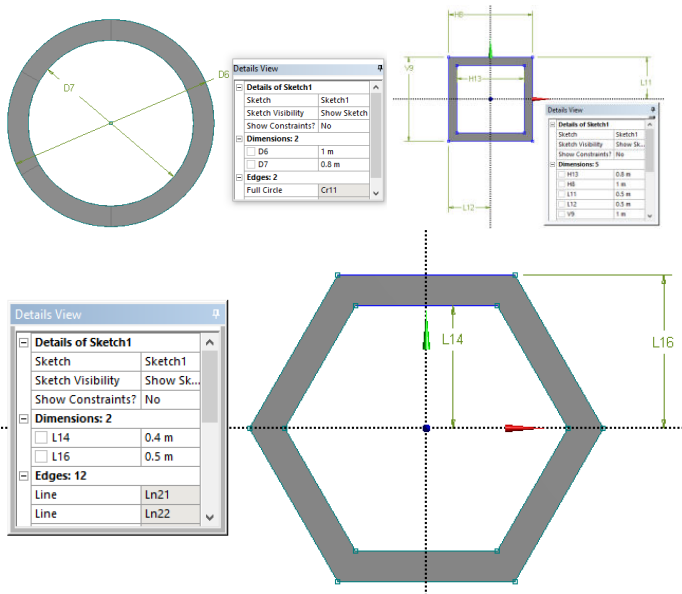 D7
D6
Details View
Details of Sketch1
Sketch Sketch1
Sketch Visibility Show Sketch
Show Constraints? No
Dimensions: 2
D6 1 m
D7 0.8 m
Edges: 2
Full Circle Cr11
H8
V9
H13
L11
L12
Details View
Details of Sketch1
Sketch Sketch1
Sketch Visibility Show Sk...
Show Constraints? No
Dimensions: 5
H13 0.8 m
H8 1 m
L11 0.5 m
L12 0.5 m
V9 1 m
Details View
Details of Sketch1
Sketch Sketch1
Sketch Visibility Show Sk...
Show Constraints? No
Dimensions: 2
L14 0.4 m
L16 0.5 m
Edges: 12
Line Ln21
Line Ln22
L14
L16